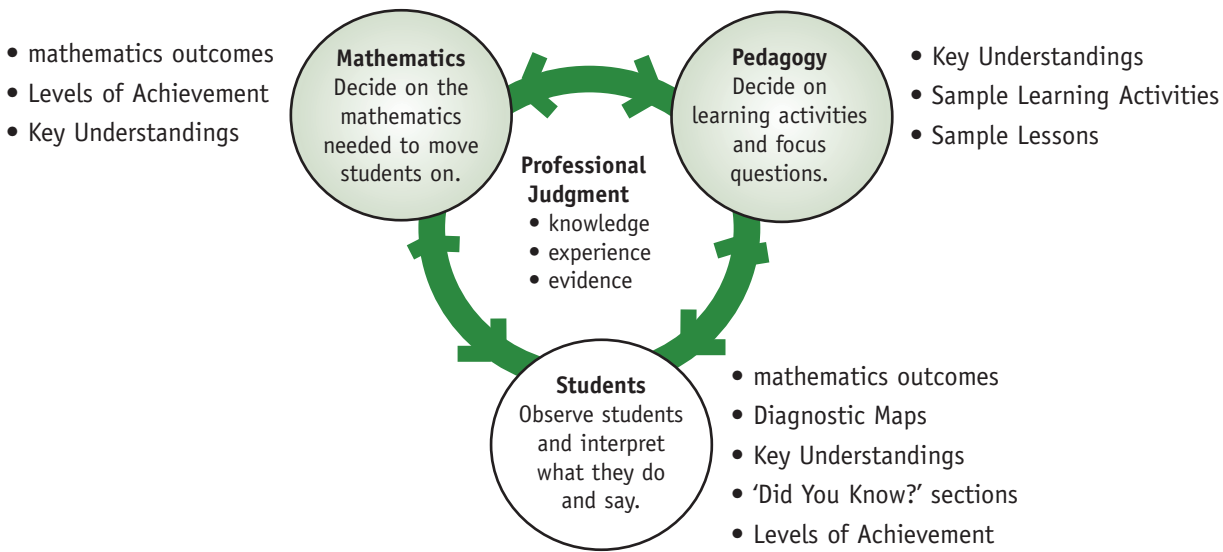 • mathematics outcomes
• Levels of Achievement
• Key Understandings
Mathematics
Decide on the
mathematics
needed to move
students on.
Pedagogy
Decide on
learning activities
and focus
questions.
• Key Understandings
• Sample Learning Activities
• Sample Lessons
Professional
Judgment
• knowledge
• experience
• evidence
Students
Observe students
and interpret
what they do
and say.
• mathematics outcomes
• Diagnostic Maps
• Key Understandings
• ‘Did You Know?’ sections
• Levels of Achievement